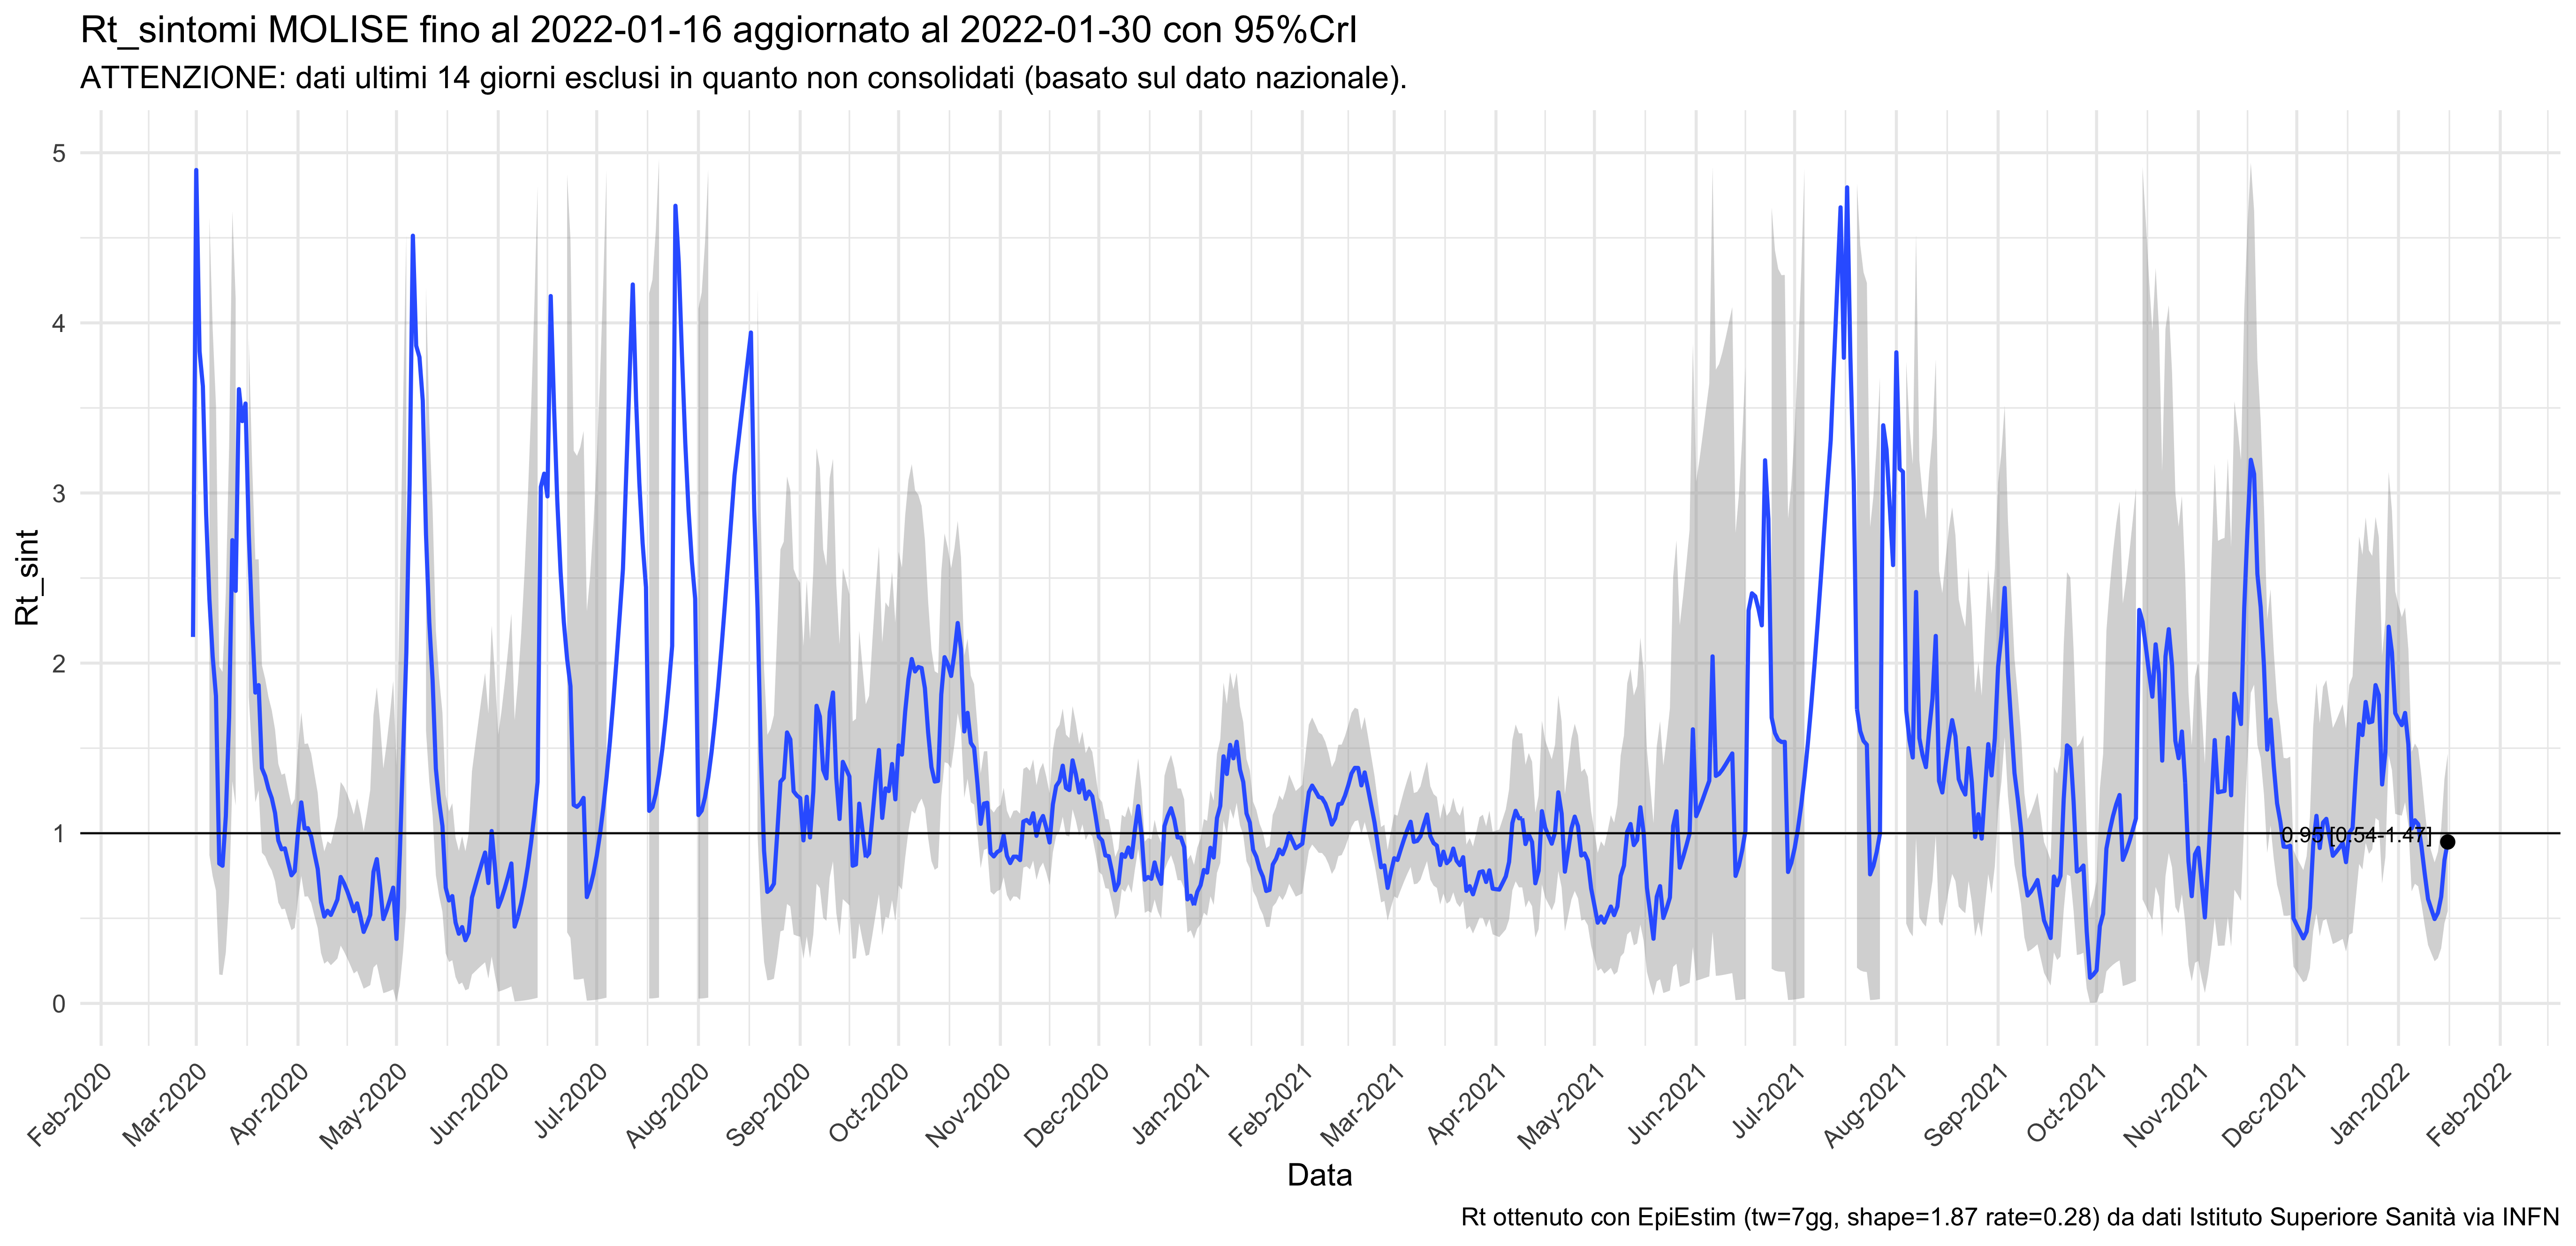 Rt_sintomi MOLISE fino al 2022-01-16 aggiornato al 2022-01-30 con 95%CrI
ATTENZIONE: dati ultimi 14 giorni esclusi in quanto non consolidati (basato sul dato nazionale).
Rt_sint
5
4
3
2
1
0
0.95 [0.54-1.47]
Feb-2020
Mar-2020
Apr-2020
May-2020
Jun-2020
Jul-2020
Aug-2020
Sep-2020
Oct-2020
Nov-2020
Dec-2020
Jan-2021
Feb-2021
Mar-2021
Apr-2021
May-2021
Jun-2021
Jul-2021
Aug-2021
Sep-2021
Oct-2021
Nov-2021
Dec-2021
Jan-2022
Feb-2022
Data
Rt ottenuto con EpiEstim (tw=7gg, shape=1.87 rate=0.28) da dati Istituto Superiore Sanità via INFN